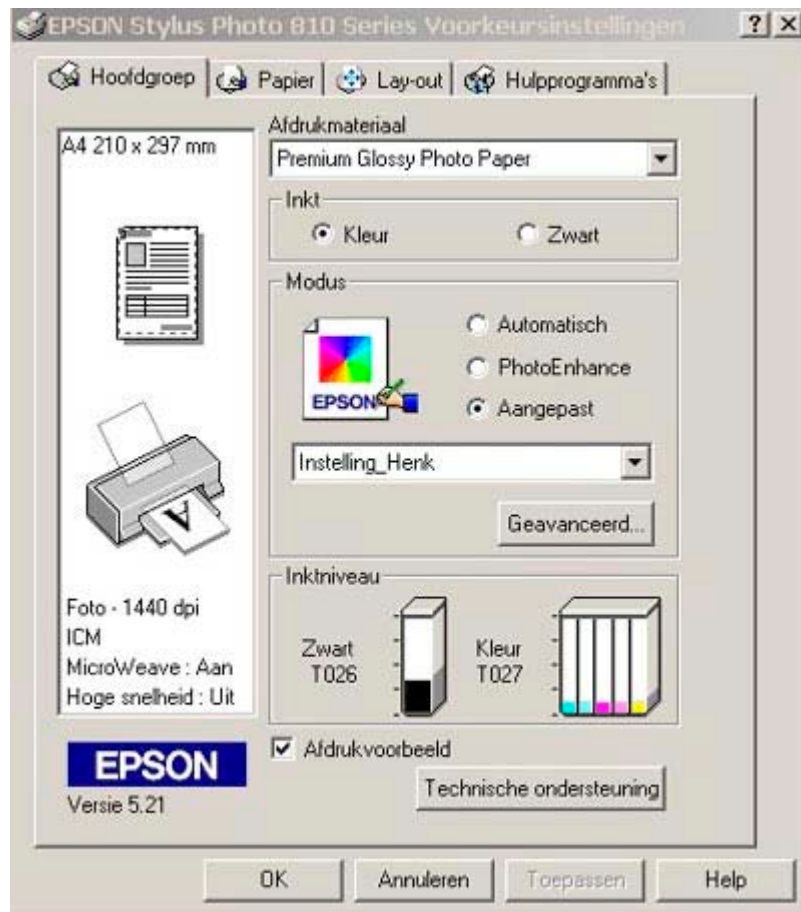 EPSON Stylus Photo 810 Series Voorkeursinstellingen
Hoofdgroep Papier Lay-out Hulpprogramma's
A4 210 x 297 mm
Afdrukmateriaal
Premium Glossy Photo Paper
Inkt
Kleur Zwart
Modus
Automatisch
PhotoEnhance
Aangepast
EPSON
Instelling_Henk
Geavanceerd...
Inktniveau
Zwart
T026
Kleur
T027
A
Foto - 1440 dpi
ICM
MicroWeave : Aan
Hoge snelheid : Uit
EPSON
Versie 5.21
Afdrukvoorbeeld
Technische ondersteuning
OK Annuleren Toepassen Help